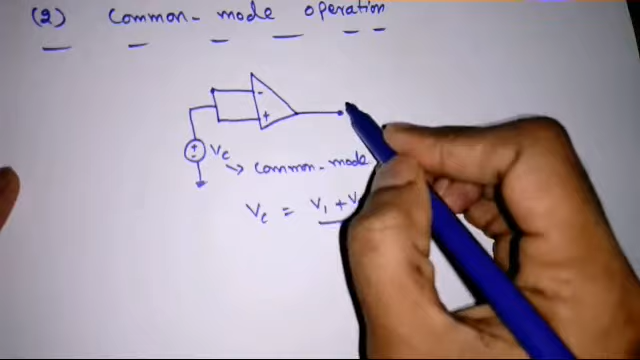 (2) Common-mode operation
-
+
+
-
Vc
→ common-mode
Vc = V1 + V